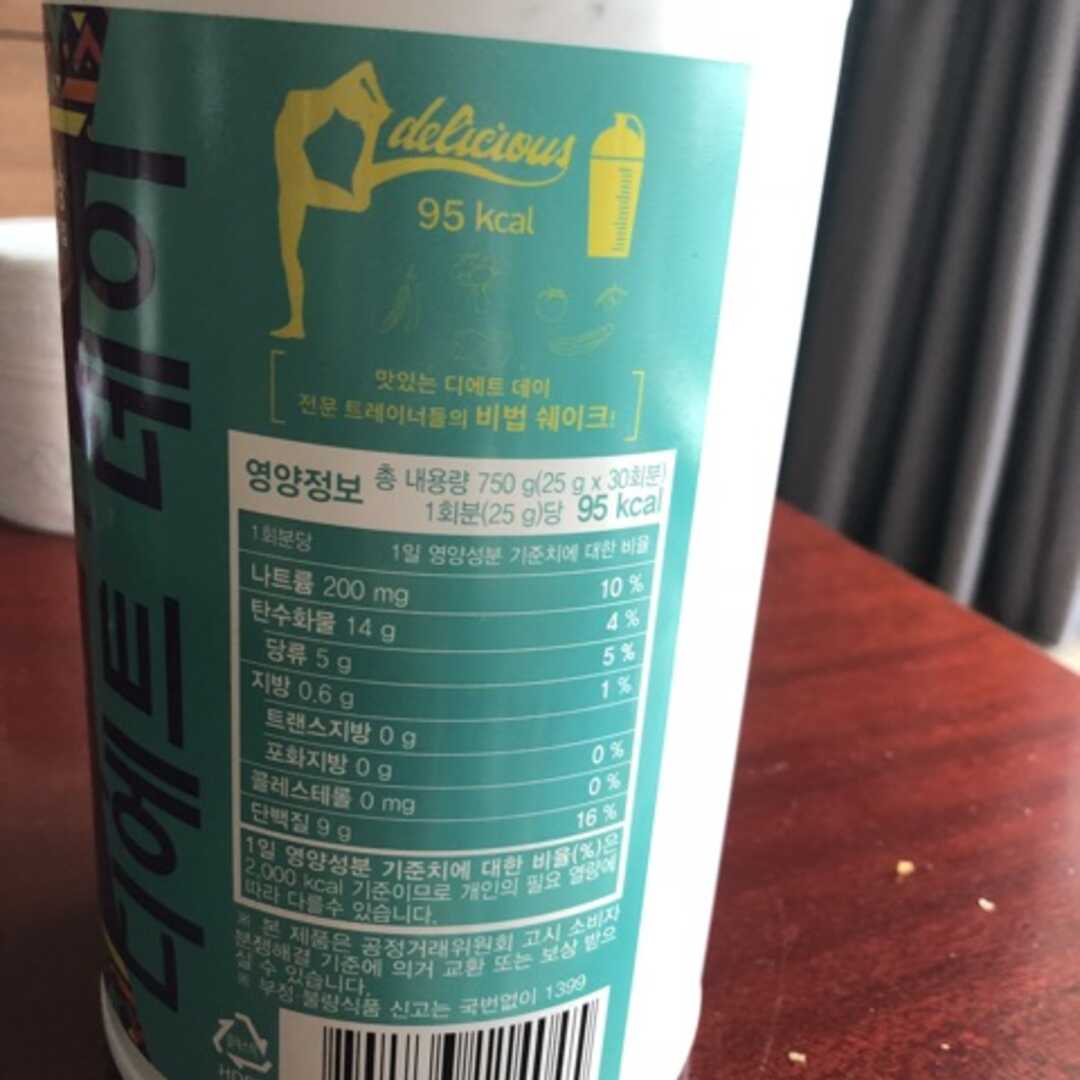 delicious
95 kcal
맛있는 디에트 데이
전문 트레이너들의 비법 쉐이크!
디에트 데이
영양정보 총 내용량 750 g(25 g x 30회분)
1회분(25 g)당 95 kcal
1회분당 1일 영양성분 기준치에 대한 비율
나트륨 200 mg 10 %
탄수화물 14 g 4 %
당류 5 g 5 %
지방 0.6 g 1 %
트랜스지방 0 g
포화지방 0 g 0 %
콜레스테롤 0 mg 0 %
단백질 9 g 16 %
1일 영양성분 기준치에 대한 비율(%)은
2,000 kcal 기준이므로 개인의 필요 열량에
따라 다를수 있습니다.
※ 본 제품은 공정거래위원회 고시 소비자
분쟁해결 기준에 의거 교환 또는 보상 받으
실 수 있습니다.
※ 부정 불량식품 신고는 국번없이 1399